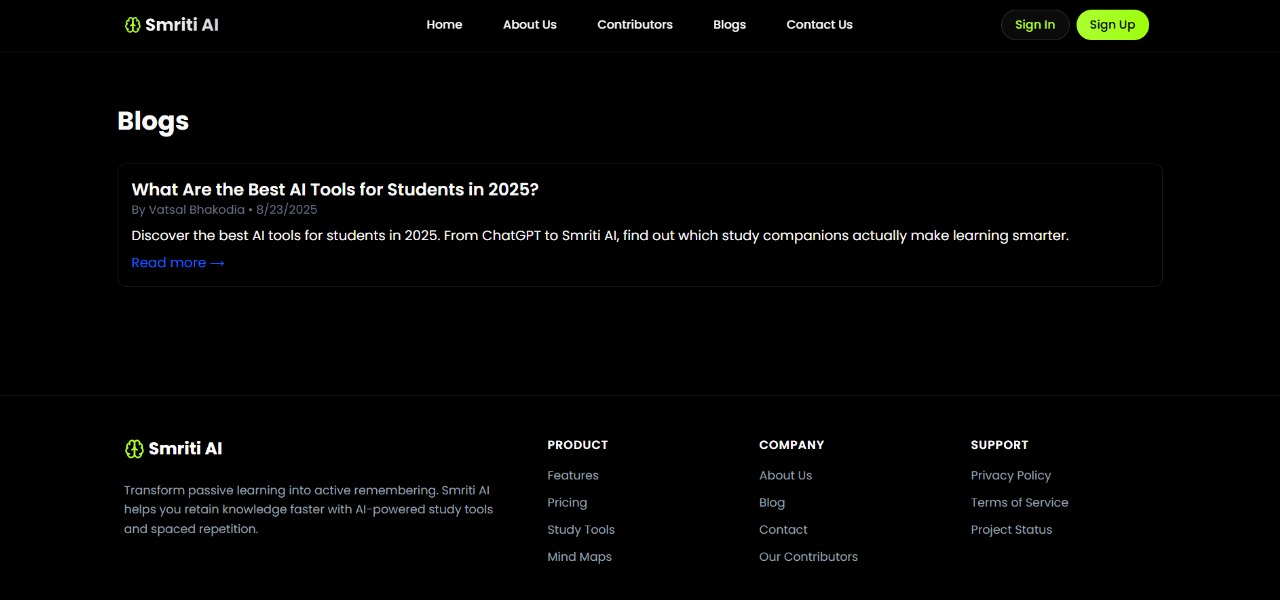 Smriti AI
Home
About Us
Contributors
Blogs
Contact Us
Sign In
Sign Up
Blogs
What Are the Best AI Tools for Students in 2025?
By Vatsal Bhakodia • 8/23/2025
Discover the best AI tools for students in 2025. From ChatGPT to Smriti AI, find out which study companions actually make learning smarter.
Read more →
Smriti AI
Transform passive learning into active remembering. Smriti AI
helps you retain knowledge faster with AI-powered study tools
and spaced repetition.
PRODUCT
Features
Pricing
Study Tools
Mind Maps
COMPANY
About Us
Blog
Contact
Our Contributors
SUPPORT
Privacy Policy
Terms of Service
Project Status